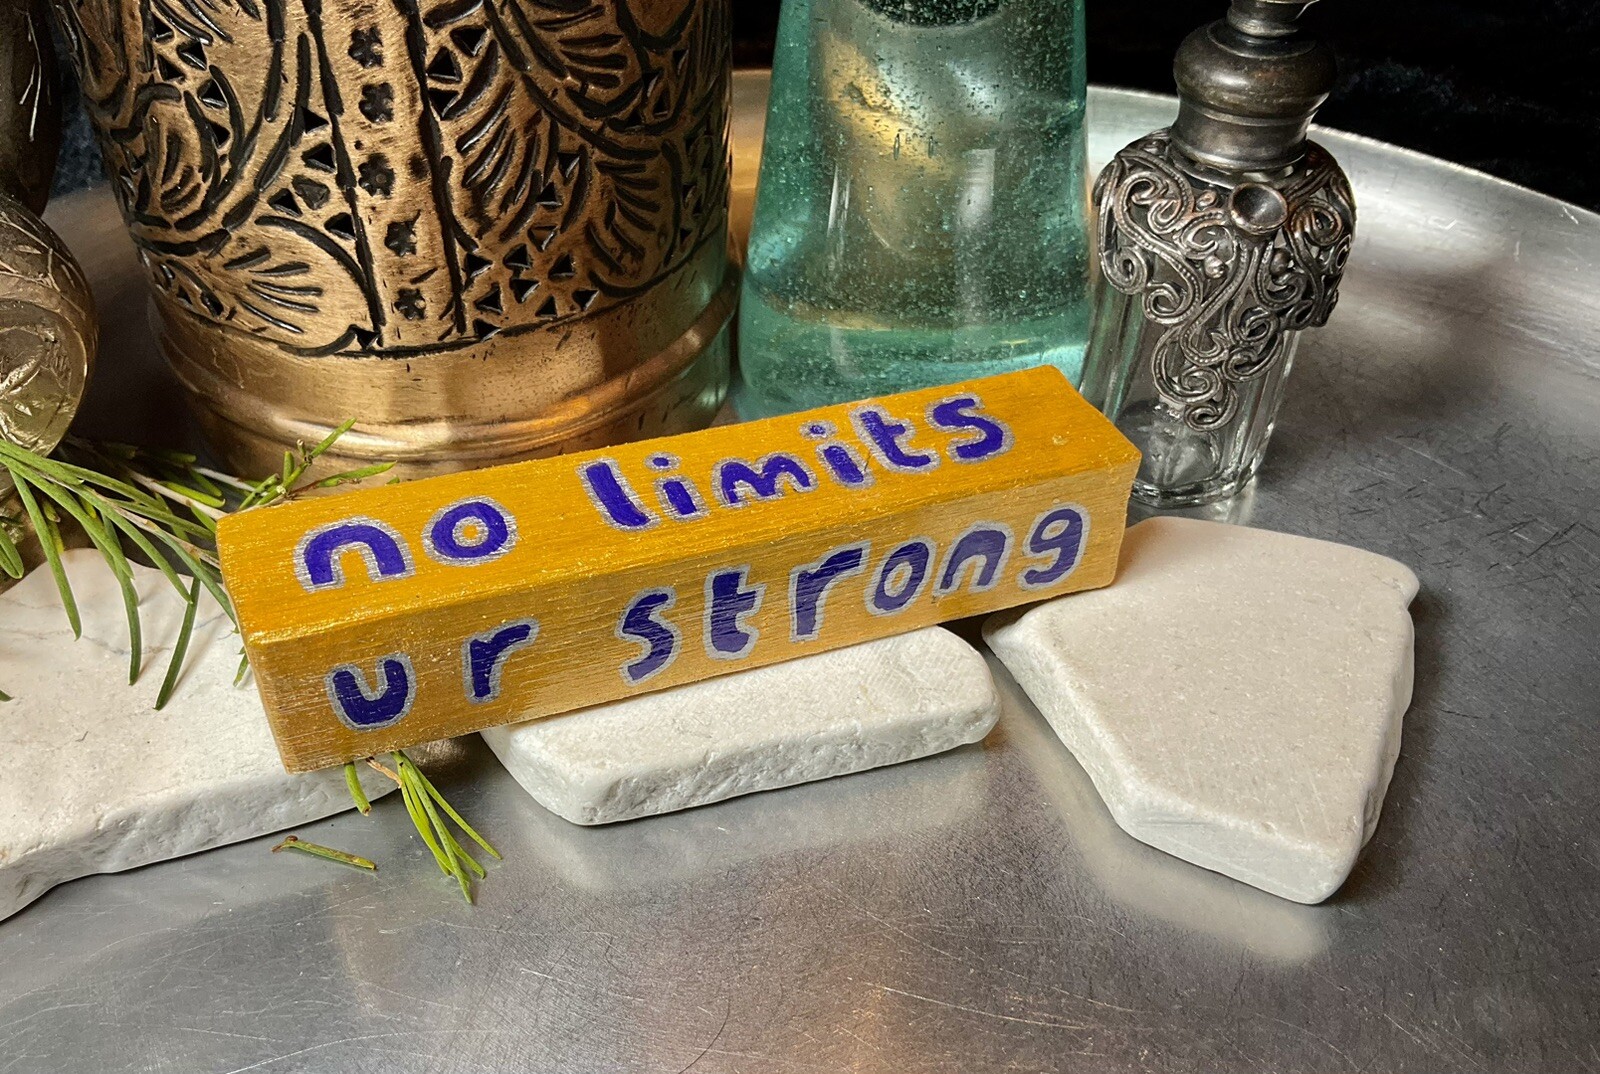 no limits
ur strong